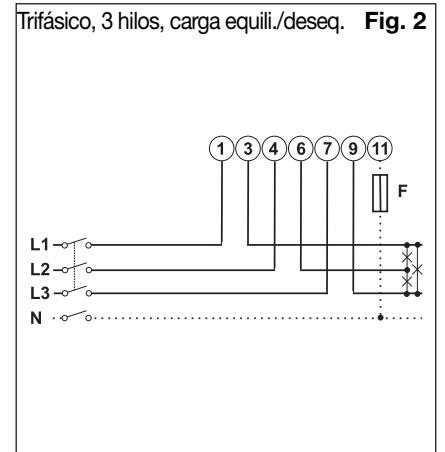 Trifásico, 3 hilos, carga equili./deseq. Fig. 2
1 3 4 6 7 9 11
F
L1
L2
L3
N